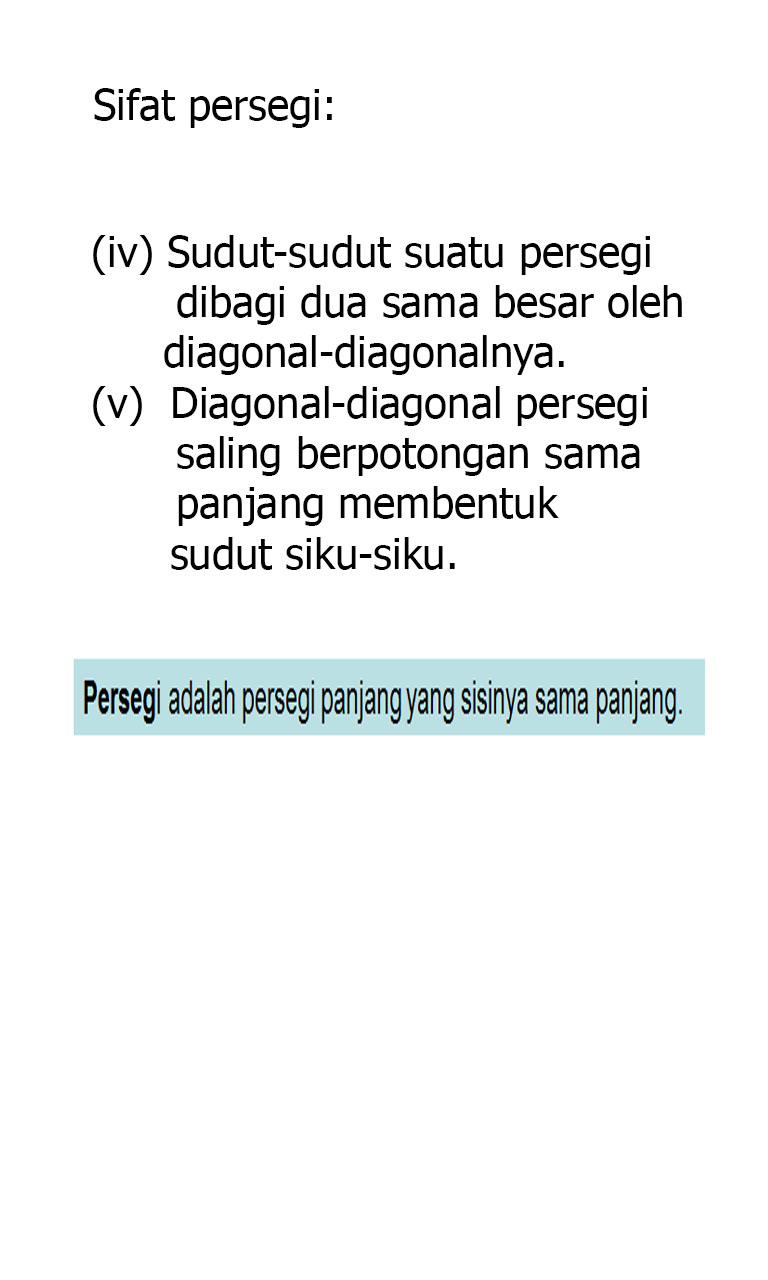 Sifat persegi:
(iv) Sudut-sudut suatu persegi
dibagi dua sama besar oleh
diagonal-diagonalnya.
(v) Diagonal-diagonal persegi
saling berpotongan sama
panjang membentuk
sudut siku-siku.
Persegi adalah persegi panjang yang sisinya sama panjang.